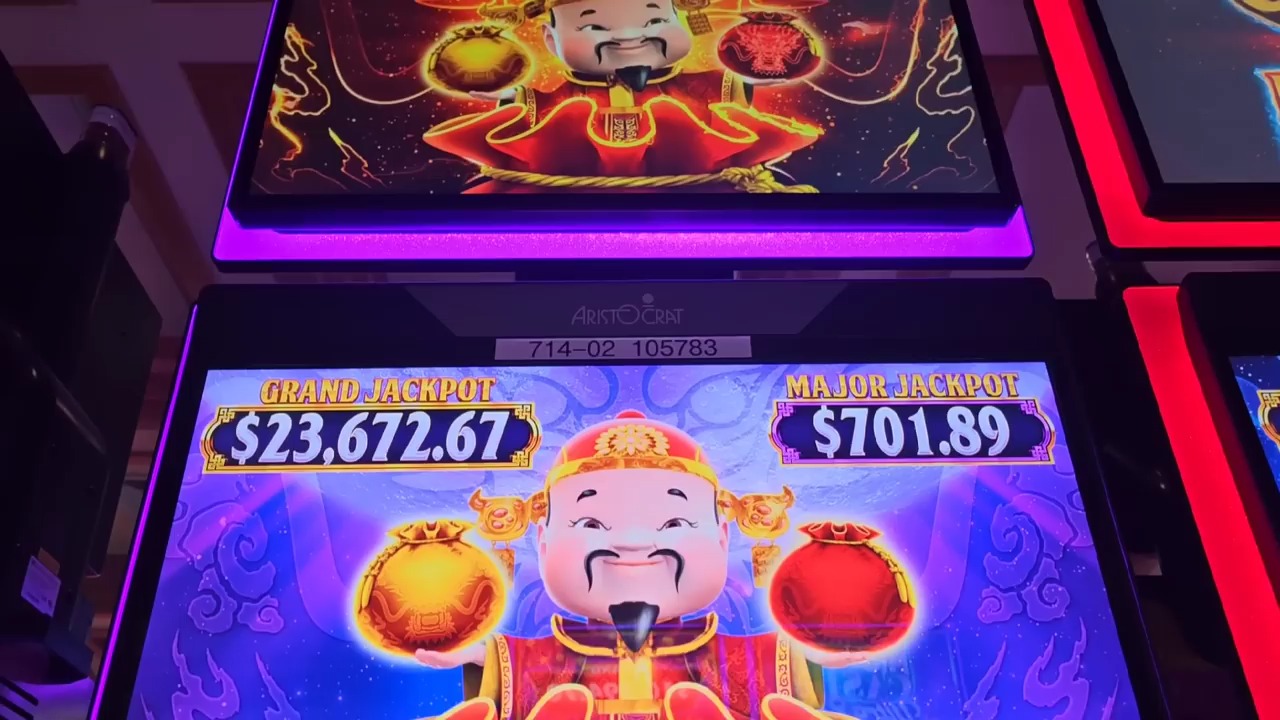 ARISTOCRAT
714-02 105783
GRAND JACKPOT
$23,672.67
MAJOR JACKPOT
$701.89